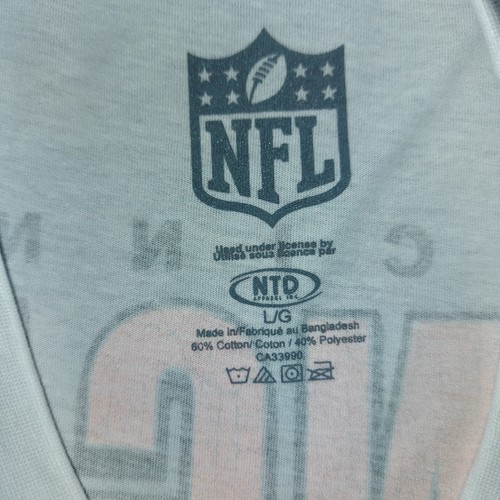 NFL
Used under license by
Utilisé sous licence par
NTD
APPAREL INC.
L/G
Made in/Fabriqué au Bangladesh
60% Cotton/ Coton / 40% Polyester
CA33990